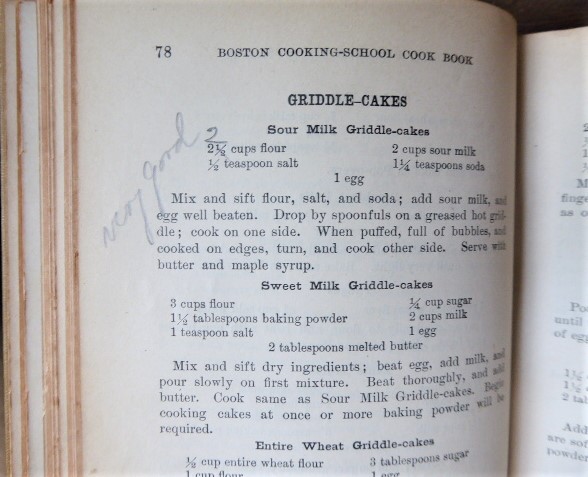 78 BOSTON COOKING-SCHOOL COOK BOOK
GRIDDLE-CAKES
Sour Milk Griddle-cakes
very good
2
2½ cups flour 2 cups sour milk
½ teaspoon salt 1¼ teaspoons soda
1 egg
Mix and sift flour, salt, and soda; add sour milk, and
egg well beaten. Drop by spoonfuls on a greased hot grid-
dle; cook on one side. When puffed, full of bubbles, and
cooked on edges, turn, and cook other side. Serve with
butter and maple syrup.
Sweet Milk Griddle-cakes
3 cups flour ¼ cup sugar
1½ tablespoons baking powder 2 cups milk
1 teaspoon salt 1 egg
2 tablespoons melted butter
Mix and sift dry ingredients; beat egg, add milk, and
pour slowly on first mixture. Beat thoroughly, and add
butter. Cook same as Sour Milk Griddle-cakes. Begin
cooking cakes at once or more baking powder will be
required.
Entire Wheat Griddle-cakes
½ cup entire wheat flour 3 tablespoons sugar
1 cup flour 1 egg